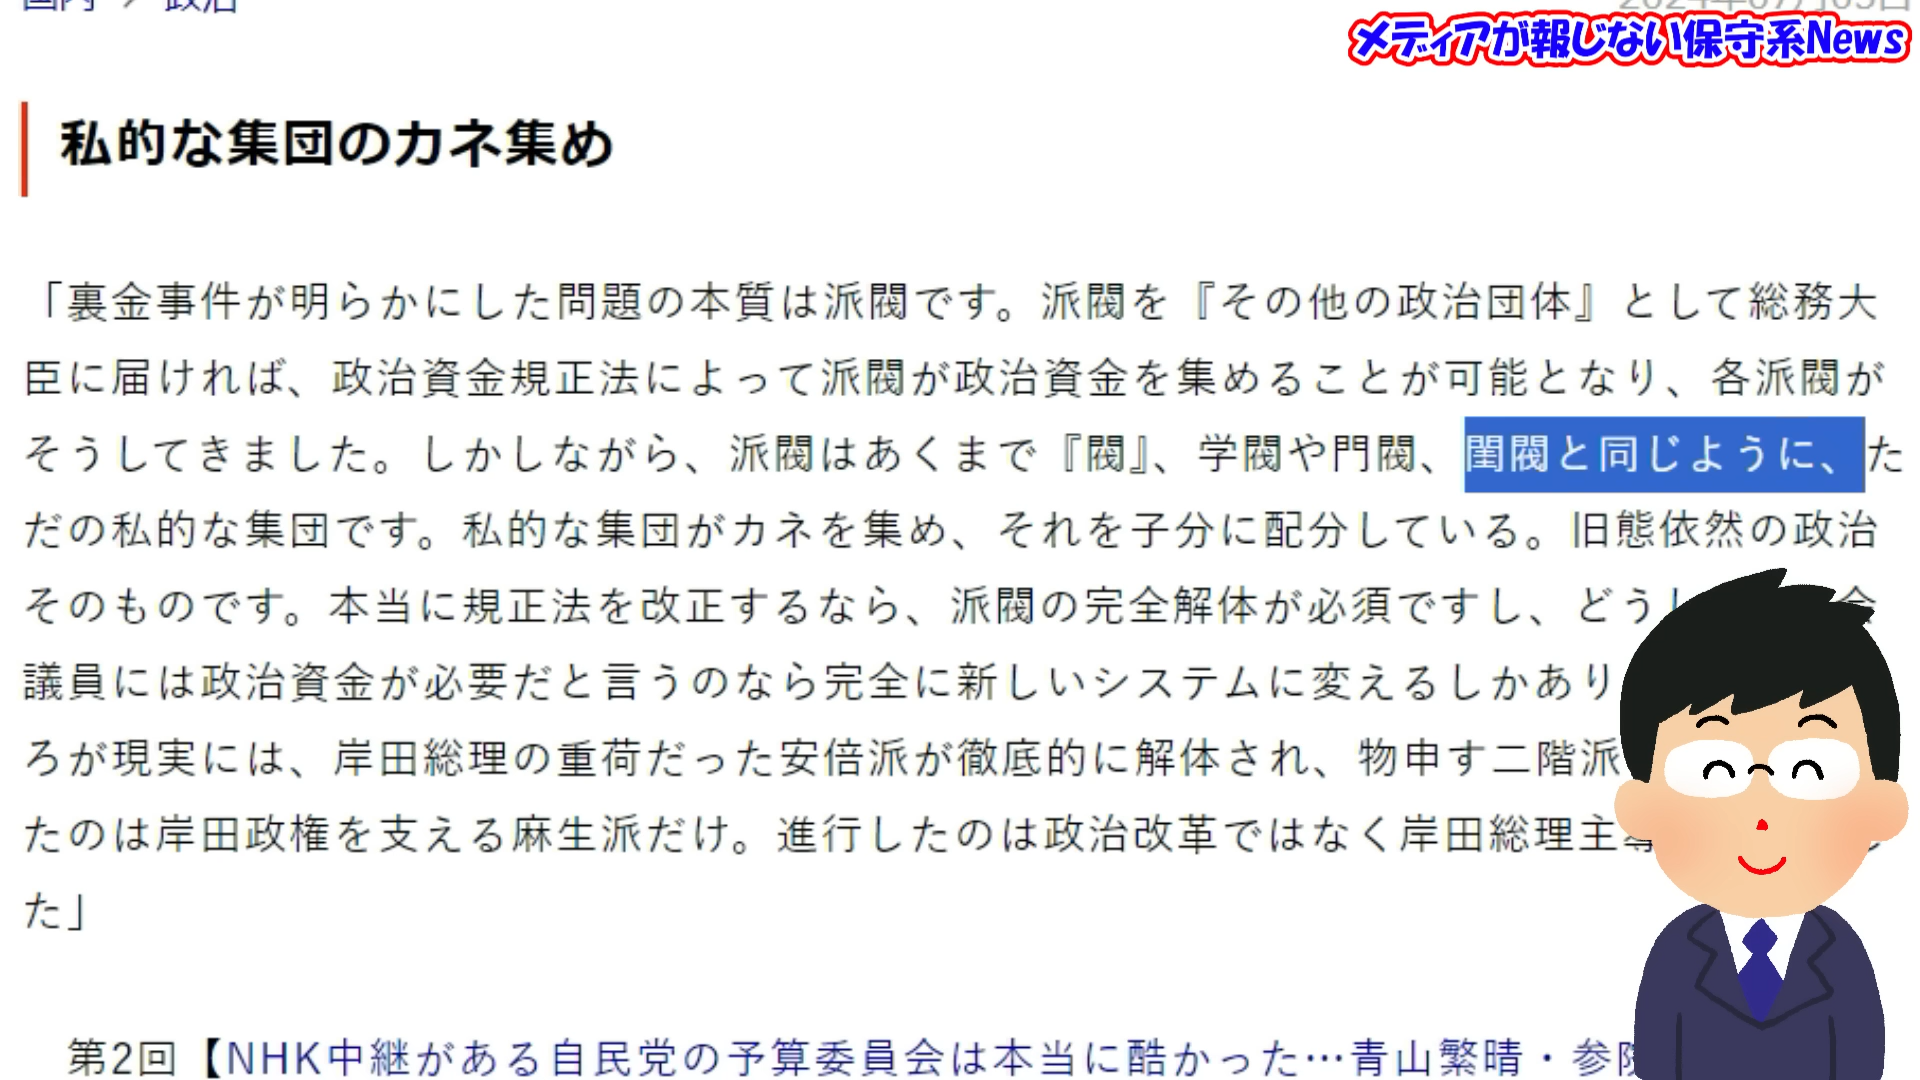 国内 > 政治
メディアが報じない保守系News
私的な集団のカネ集め
「裏金事件が明らかにした問題の本質は派閥です。派閥を『その他の政治団体』として総務大
臣に届ければ、政治資金規正法によって派閥が政治資金を集めることが可能となり、各派閥が
そうしてきました。しかしながら、派閥はあくまで『閥』、学閥や門閥、閨閥と同じように、た
だの私的な集団です。私的な集団がカネを集め、それを子分に配分している。旧態依然の政治
そのものです。本当に規正法を改正するなら、派閥の完全解体が必須ですし、どうし
議員には政治資金が必要だと言うのなら完全に新しいシステムに変えるしかあり
ろが現実には、岸田総理の重荷だった安倍派が徹底的に解体され、物申す二階派
たのは岸田政権を支える麻生派だけ。進行したのは政治改革ではなく岸田総理主導
た」
第2回【NHK中継がある自民党の予算委員会は本当に酷かった…青山繁晴・参院